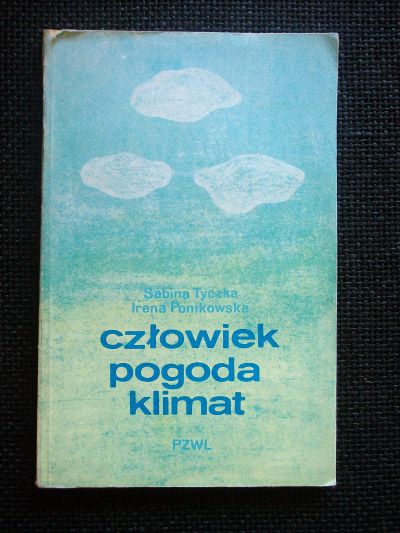 Sabina Tyczka
Irena Ponikowska
człowiek
pogoda
klimat
PZWL